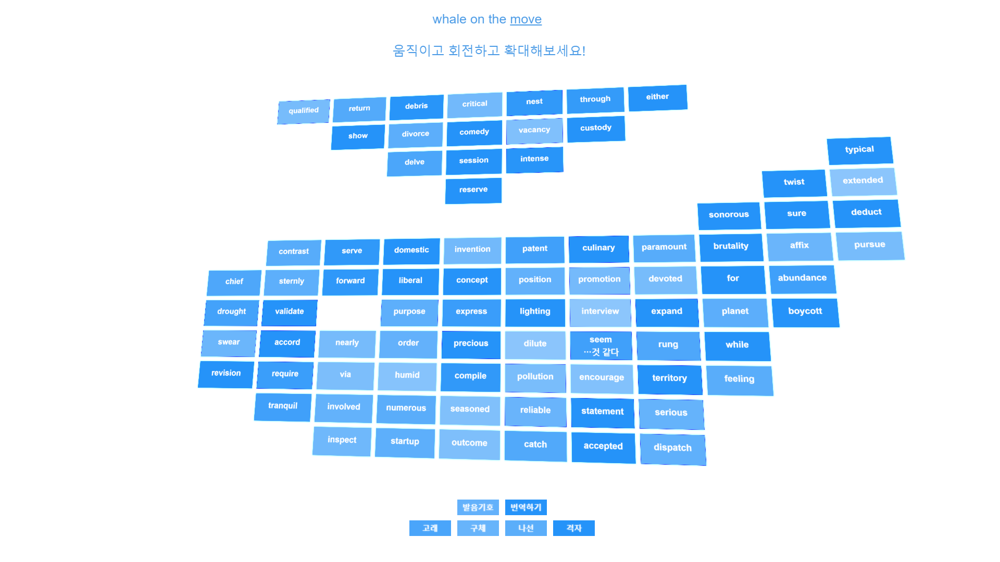 whale on the move
움직이고 회전하고 확대해보세요!
qualified return debris critical nest through either
show divorce comedy vacancy custody
delve session intense
reserve
typical
twist extended
sonorous sure deduct
contrast serve domestic invention patent culinary paramount brutality affix pursue
chief sternly forward liberal concept position promotion devoted for abundance
drought validate purpose express lighting interview expand planet boycott
swear accord nearly order precious dilute seem rung while
…것 같다
revision require via humid compile pollution encourage territory feeling
tranquil involved numerous seasoned reliable statement serious
inspect startup outcome catch accepted dispatch
발음기호 번역하기
고래 구체 나선 격자